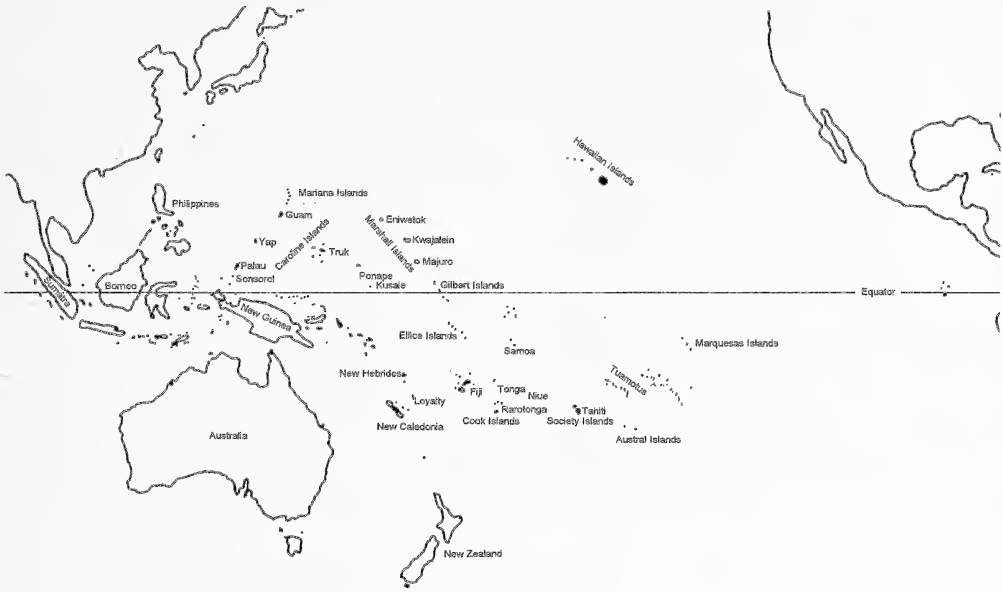 Hawaiian Islands
Mariana Islands
Philippines
Guam
Eniwetok
Yap
Caroline Islands
Truk
Marshall Islands
Kwajalein
Palau
Majuro
Sonsorol
Ponape
Kusaie
Gilbert Islands
Sumatra
Borneo
Equator
New Guinea
Ellice Islands
Samoa
Marquesas Islands
New Hebrides
Fiji
Tonga
Niue
Tuamotus
Loyalty
Rarotonga
Tahiti
New Caledonia
Cook Islands
Society Islands
Australia
Austral Islands
New Zealand